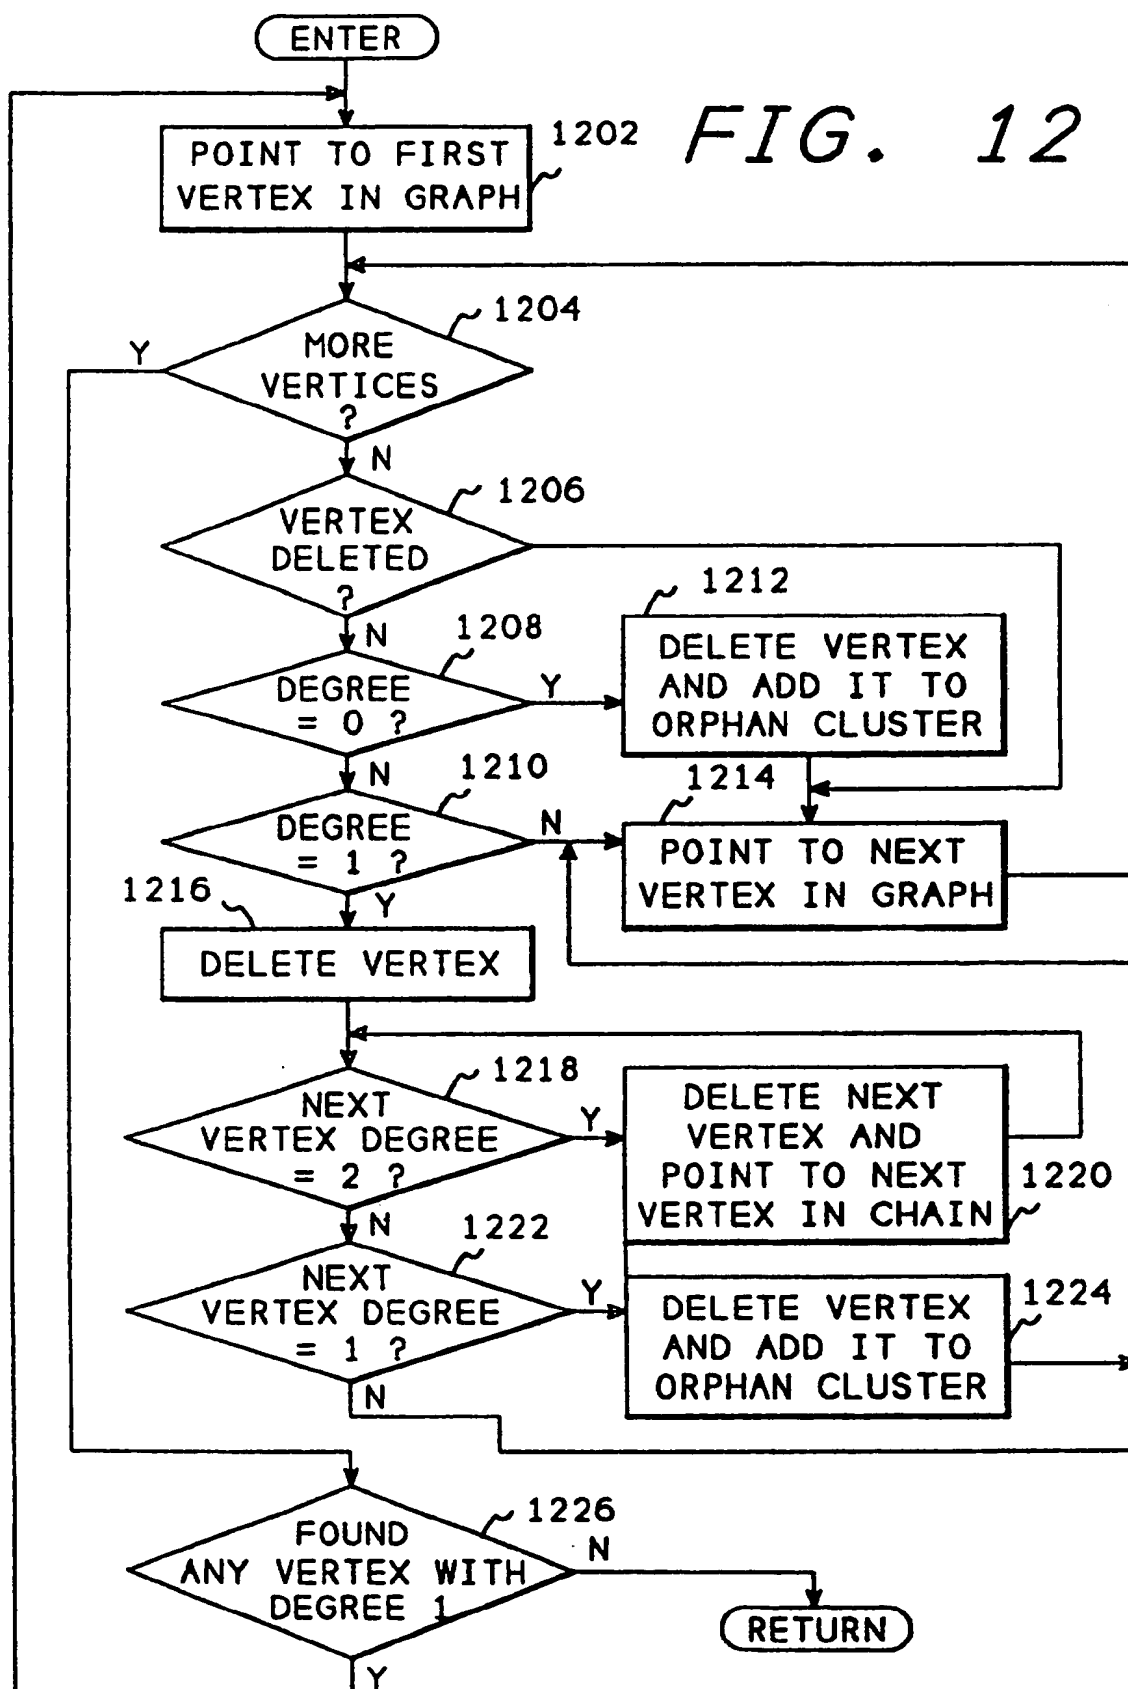 ENTER
FIG. 12
1202
POINT TO FIRST
VERTEX IN GRAPH
1204
Y
MORE
VERTICES
?
N
1206
VERTEX
DELETED
?
N
1208
DEGREE
= 0 ?
Y
1212
DELETE VERTEX
AND ADD IT TO
ORPHAN CLUSTER
N
1210
DEGREE
= 1 ?
N
1214
POINT TO NEXT
VERTEX IN GRAPH
Y
1216
DELETE VERTEX
1218
NEXT
VERTEX DEGREE
= 2 ?
Y
DELETE NEXT
VERTEX AND
POINT TO NEXT
VERTEX IN CHAIN
1220
N
1222
NEXT
VERTEX DEGREE
= 1 ?
Y
DELETE VERTEX
AND ADD IT TO
ORPHAN CLUSTER
1224
N
1226
FOUND
ANY VERTEX WITH
DEGREE 1
N
RETURN
Y